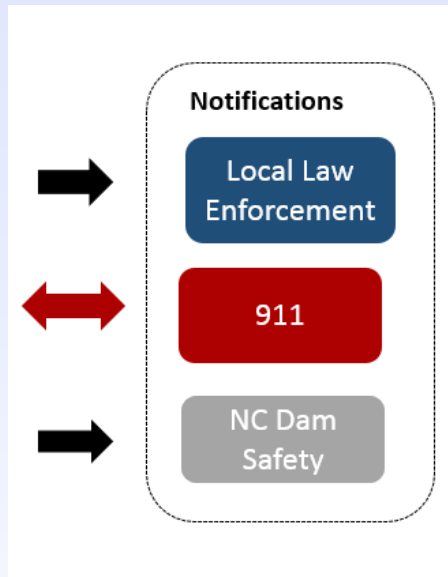 Notifications
Local Law
Enforcement
911
NC Dam
Safety